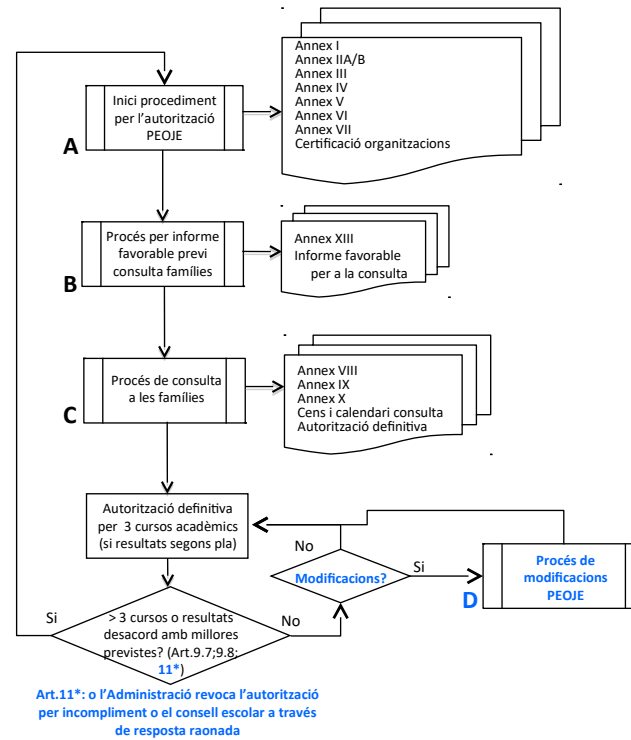 Inici procediment
per l'autorització
PEOJE
A
Annex I
Annex IIA/B
Annex III
Annex IV
Annex V
Annex VI
Annex VII
Certificació organitzacions
Procés per informe
favorable previ
consulta famílies
B
Annex XIII
Informe favorable
per a la consulta
Procés de consulta
a les famílies
C
Annex VIII
Annex IX
Annex X
Cens i calendari consulta
Autorització definitiva
Autorització definitiva
per 3 cursos acadèmics
(si resultats segons pla)
No
Modificacions?
Si
Procés de
modificacions
PEOJE
D
Si
> 3 cursos o resultats
desacord amb millores
previstes? (Art.9.7;9.8;
11*)
No
Art.11*: o l'Administració revoca l'autorització
per incompliment o el consell escolar a través
de resposta raonada